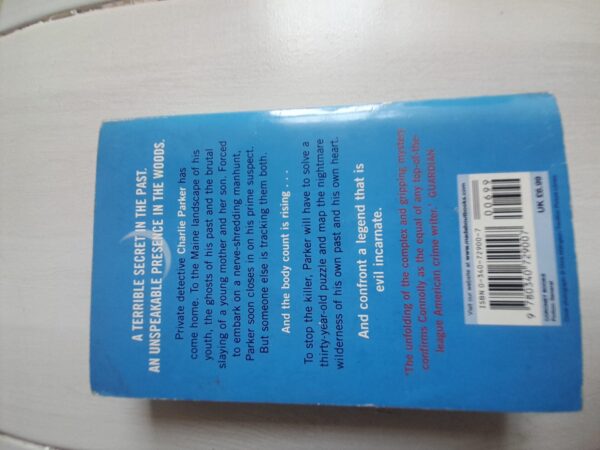 A TERRIBLE SECRET IN THE PAST.
AN UNSPEAKABLE PRESENCE IN THE WOODS.
Private detective Charlie Parker has
come home. To the Maine landscape of his
youth, the ghosts of his past and the brutal
slaying of a young mother and her son. Forced
to embark on a nerve-shredding manhunt,
Parker soon closes in on his prime suspect.
But someone else is tracking them both.
And the body count is rising . . .
To stop the killer, Parker will have to solve a
thirty-year-old puzzle and map the nightmare
wilderness of his own past and his own heart.
And confront a legend that is
evil incarnate.
'The unfolding of the complex and gripping mystery
confirms Connolly as the equal of any top-of-the-
league American crime writer.' GUARDIAN
Visit our website at www.madaboutbooks.com
ISBN 0-340-72900-7
00699
9 780340 729007
UK £6.99